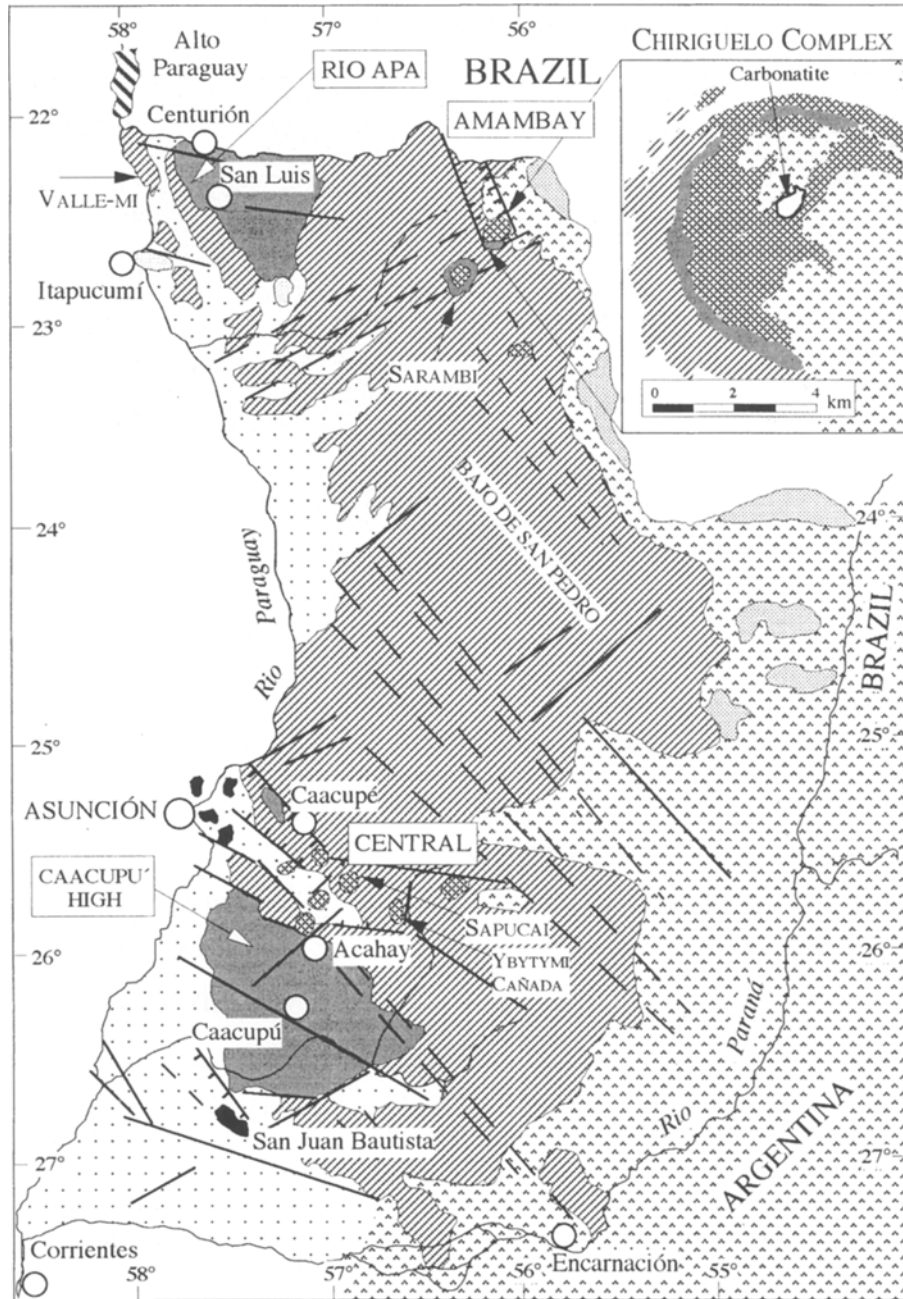 58°
57°
56°
Alto
Paraguay
RIO APA
BRAZIL
CHIRIGUELO COMPLEX
Carbonatite
22°
Centurión
AMAMBAY
San Luis
VALLE-MI
Itapucumí
23°
SARAMBI
0 2 4
km
BAJO DE SAN PEDRO
24°
24°
Rio Paraguay
BRAZIL
25°
25°
ASUNCIÓN
Caacupé
CENTRAL
CAACUPU´
HIGH
SAPUCAI
Acahay
26°
26°
YBYTYMI
CAÑADA
Caacupú
Rio Paraná
San Juan Bautista
ARGENTINA
27°
27°
Corrientes
Encarnación
58°
57°
56°
55°